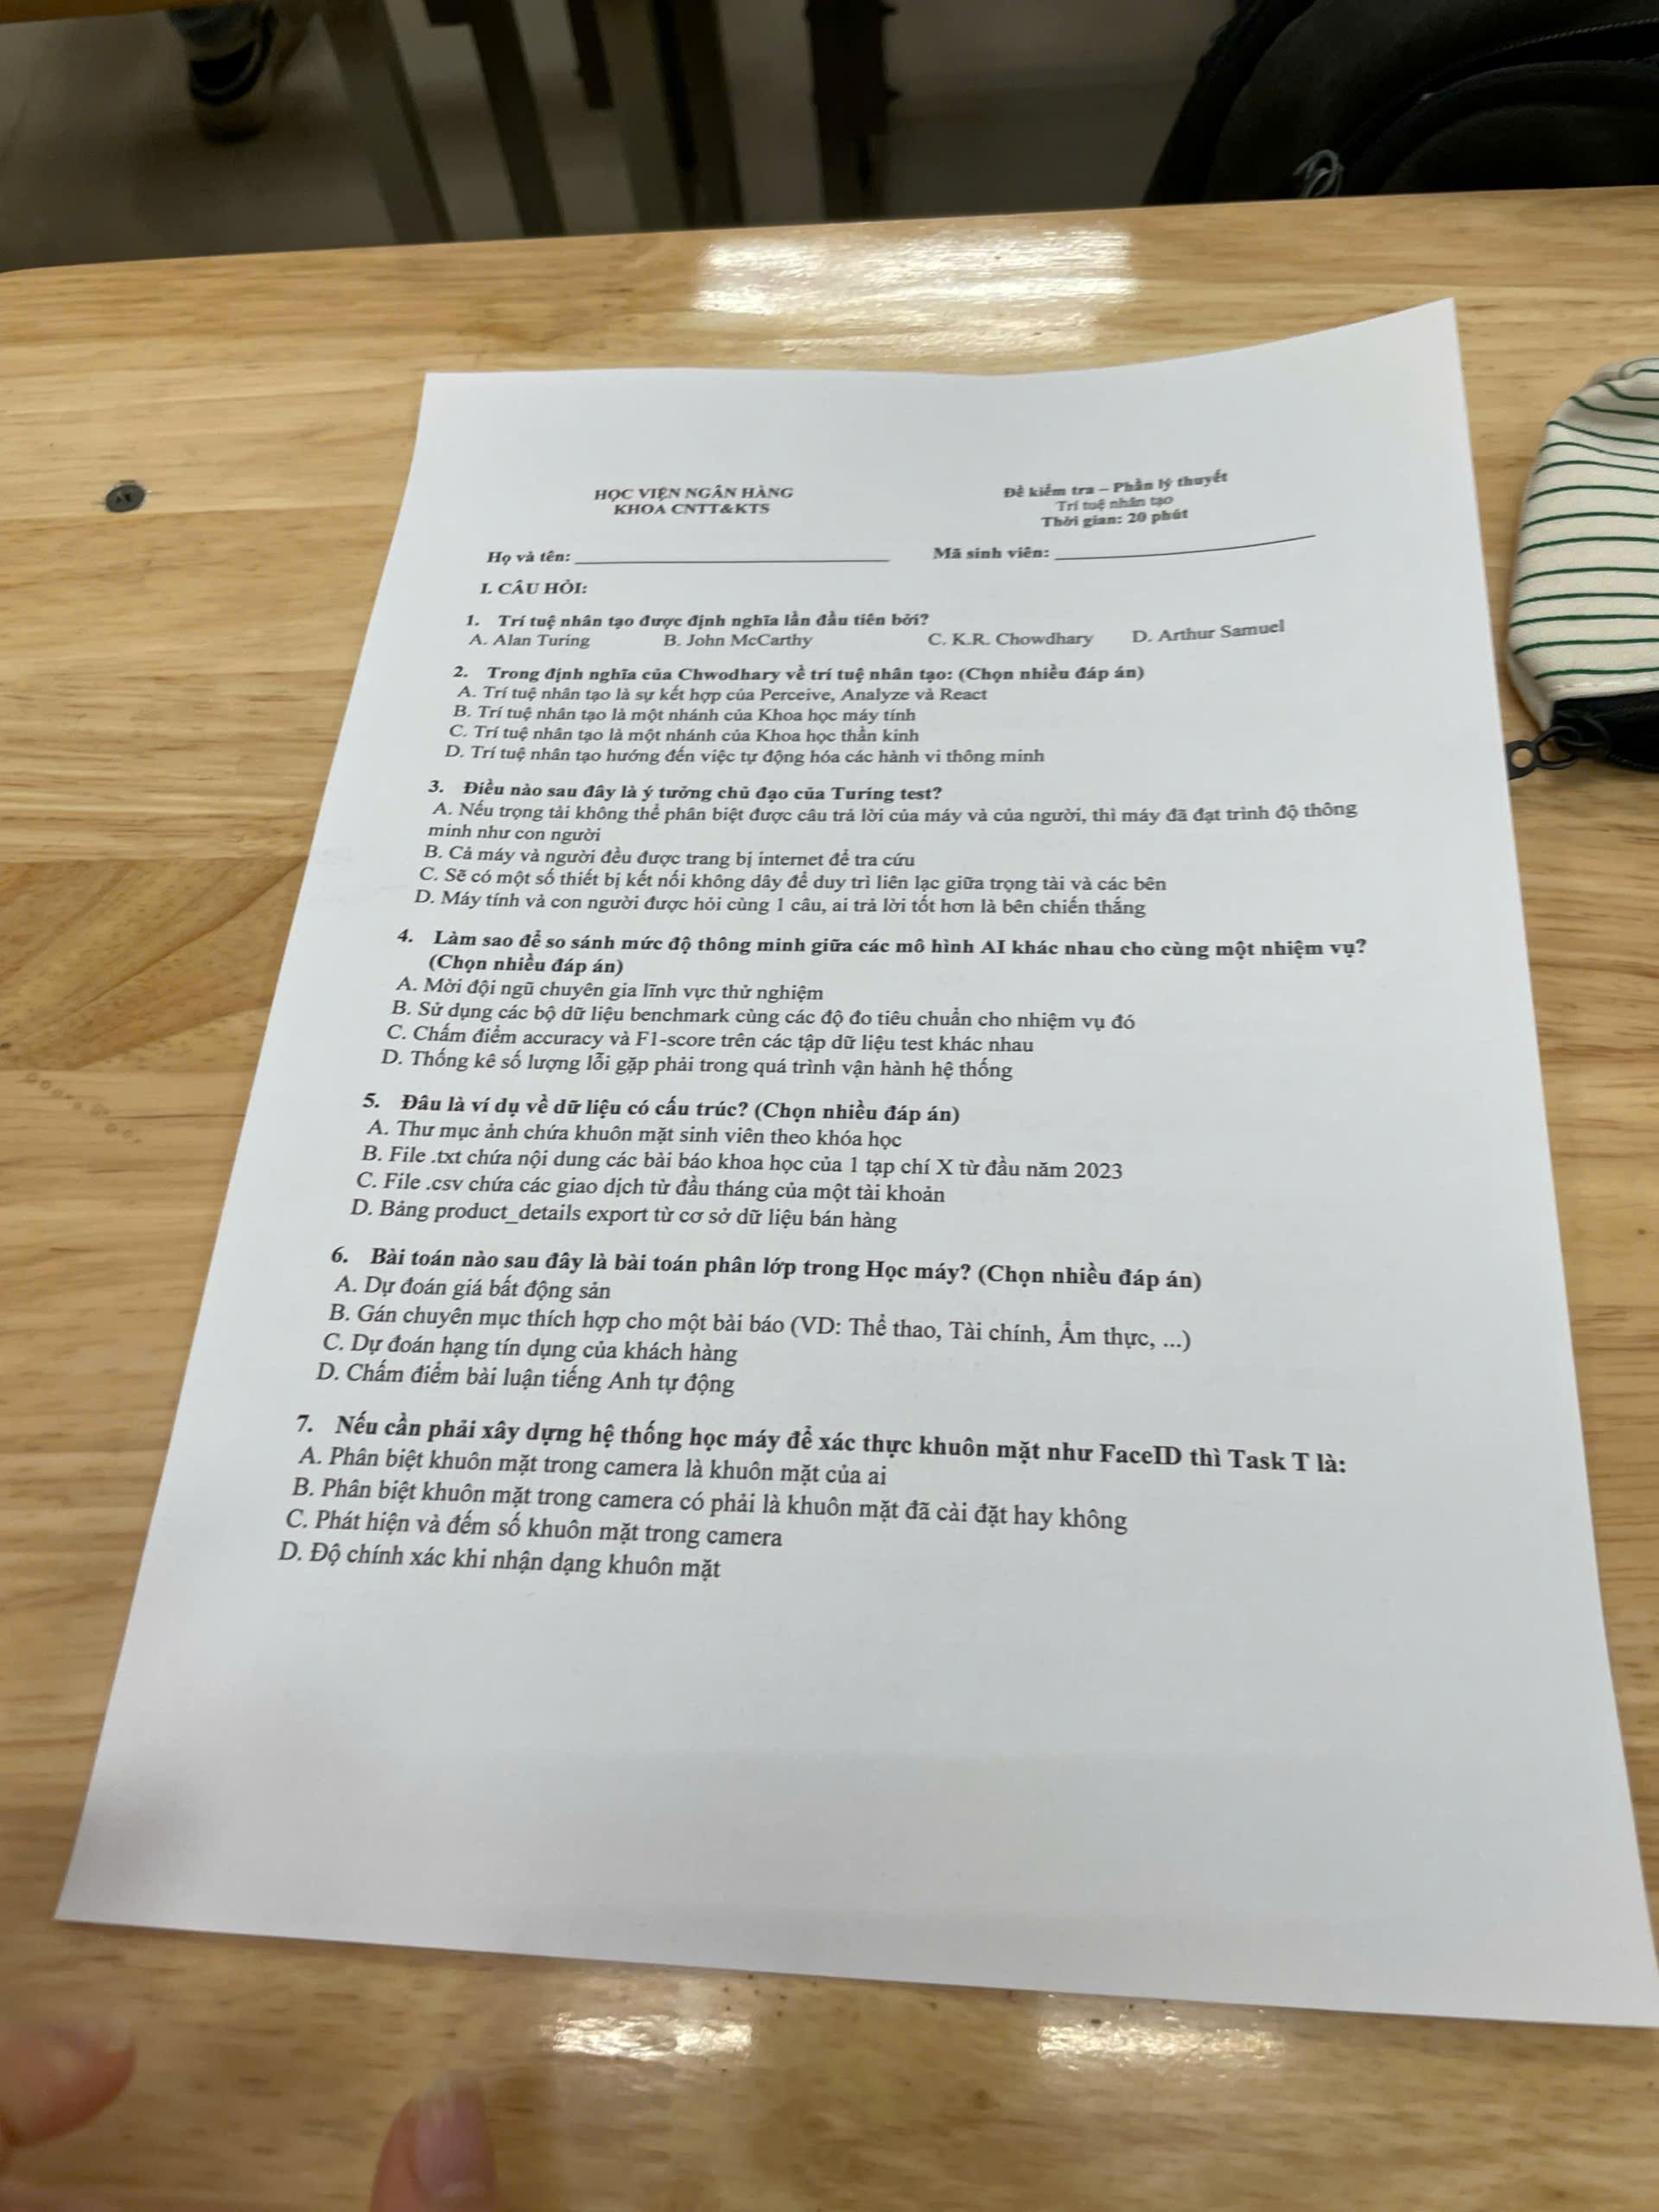 HỌC VIỆN NGÂN HÀNG
KHOA CNTT&KTS
Đề kiểm tra – Phần lý thuyết
Trí tuệ nhân tạo
Thời gian: 20 phút
Họ và tên:
Mã sinh viên:
I. CÂU HỎI:
1. Trí tuệ nhân tạo được định nghĩa lần đầu tiên bởi?
A. Alan Turing B. John McCarthy C. K.R. Chowdhary D. Arthur Samuel
2. Trong định nghĩa của Chwodhary về trí tuệ nhân tạo: (Chọn nhiều đáp án)
A. Trí tuệ nhân tạo là sự kết hợp của Perceive, Analyze và React
B. Trí tuệ nhân tạo là một nhánh của Khoa học máy tính
C. Trí tuệ nhân tạo là một nhánh của Khoa học thần kinh
D. Trí tuệ nhân tạo hướng đến việc tự động hóa các hành vi thông minh
3. Điều nào sau đây là ý tưởng chủ đạo của Turing test?
A. Nếu trọng tài không thể phân biệt được câu trả lời của máy và của người, thì máy đã đạt trình độ thông
minh như con người
B. Cả máy và người đều được trang bị internet để tra cứu
C. Sẽ có một số thiết bị kết nối không dây để duy trì liên lạc giữa trọng tài và các bên
D. Máy tính và con người được hỏi cùng 1 câu, ai trả lời tốt hơn là bên chiến thắng
4. Làm sao để so sánh mức độ thông minh giữa các mô hình AI khác nhau cho cùng một nhiệm vụ?
(Chọn nhiều đáp án)
A. Mời đội ngũ chuyên gia lĩnh vực thử nghiệm
B. Sử dụng các bộ dữ liệu benchmark cùng các độ đo tiêu chuẩn cho nhiệm vụ đó
C. Chấm điểm accuracy và F1-score trên các tập dữ liệu test khác nhau
D. Thống kê số lượng lỗi gặp phải trong quá trình vận hành hệ thống
5. Đâu là ví dụ về dữ liệu có cấu trúc? (Chọn nhiều đáp án)
A. Thư mục ảnh chứa khuôn mặt sinh viên theo khóa học
B. File .txt chứa nội dung các bài báo khoa học của 1 tạp chí X từ đầu năm 2023
C. File .csv chứa các giao dịch từ đầu tháng của một tài khoản
D. Bảng product_details export từ cơ sở dữ liệu bán hàng
6. Bài toán nào sau đây là bài toán phân lớp trong Học máy? (Chọn nhiều đáp án)
A. Dự đoán giá bất động sản
B. Gán chuyên mục thích hợp cho một bài báo (VD: Thể thao, Tài chính, Ẩm thực, ...)
C. Dự đoán hạng tín dụng của khách hàng
D. Chấm điểm bài luận tiếng Anh tự động
7. Nếu cần phải xây dựng hệ thống học máy để xác thực khuôn mặt như FaceID thì Task T là:
A. Phân biệt khuôn mặt trong camera là khuôn mặt của ai
B. Phân biệt khuôn mặt trong camera có phải là khuôn mặt đã cài đặt hay không
C. Phát hiện và đếm số khuôn mặt trong camera
D. Độ chính xác khi nhận dạng khuôn mặt